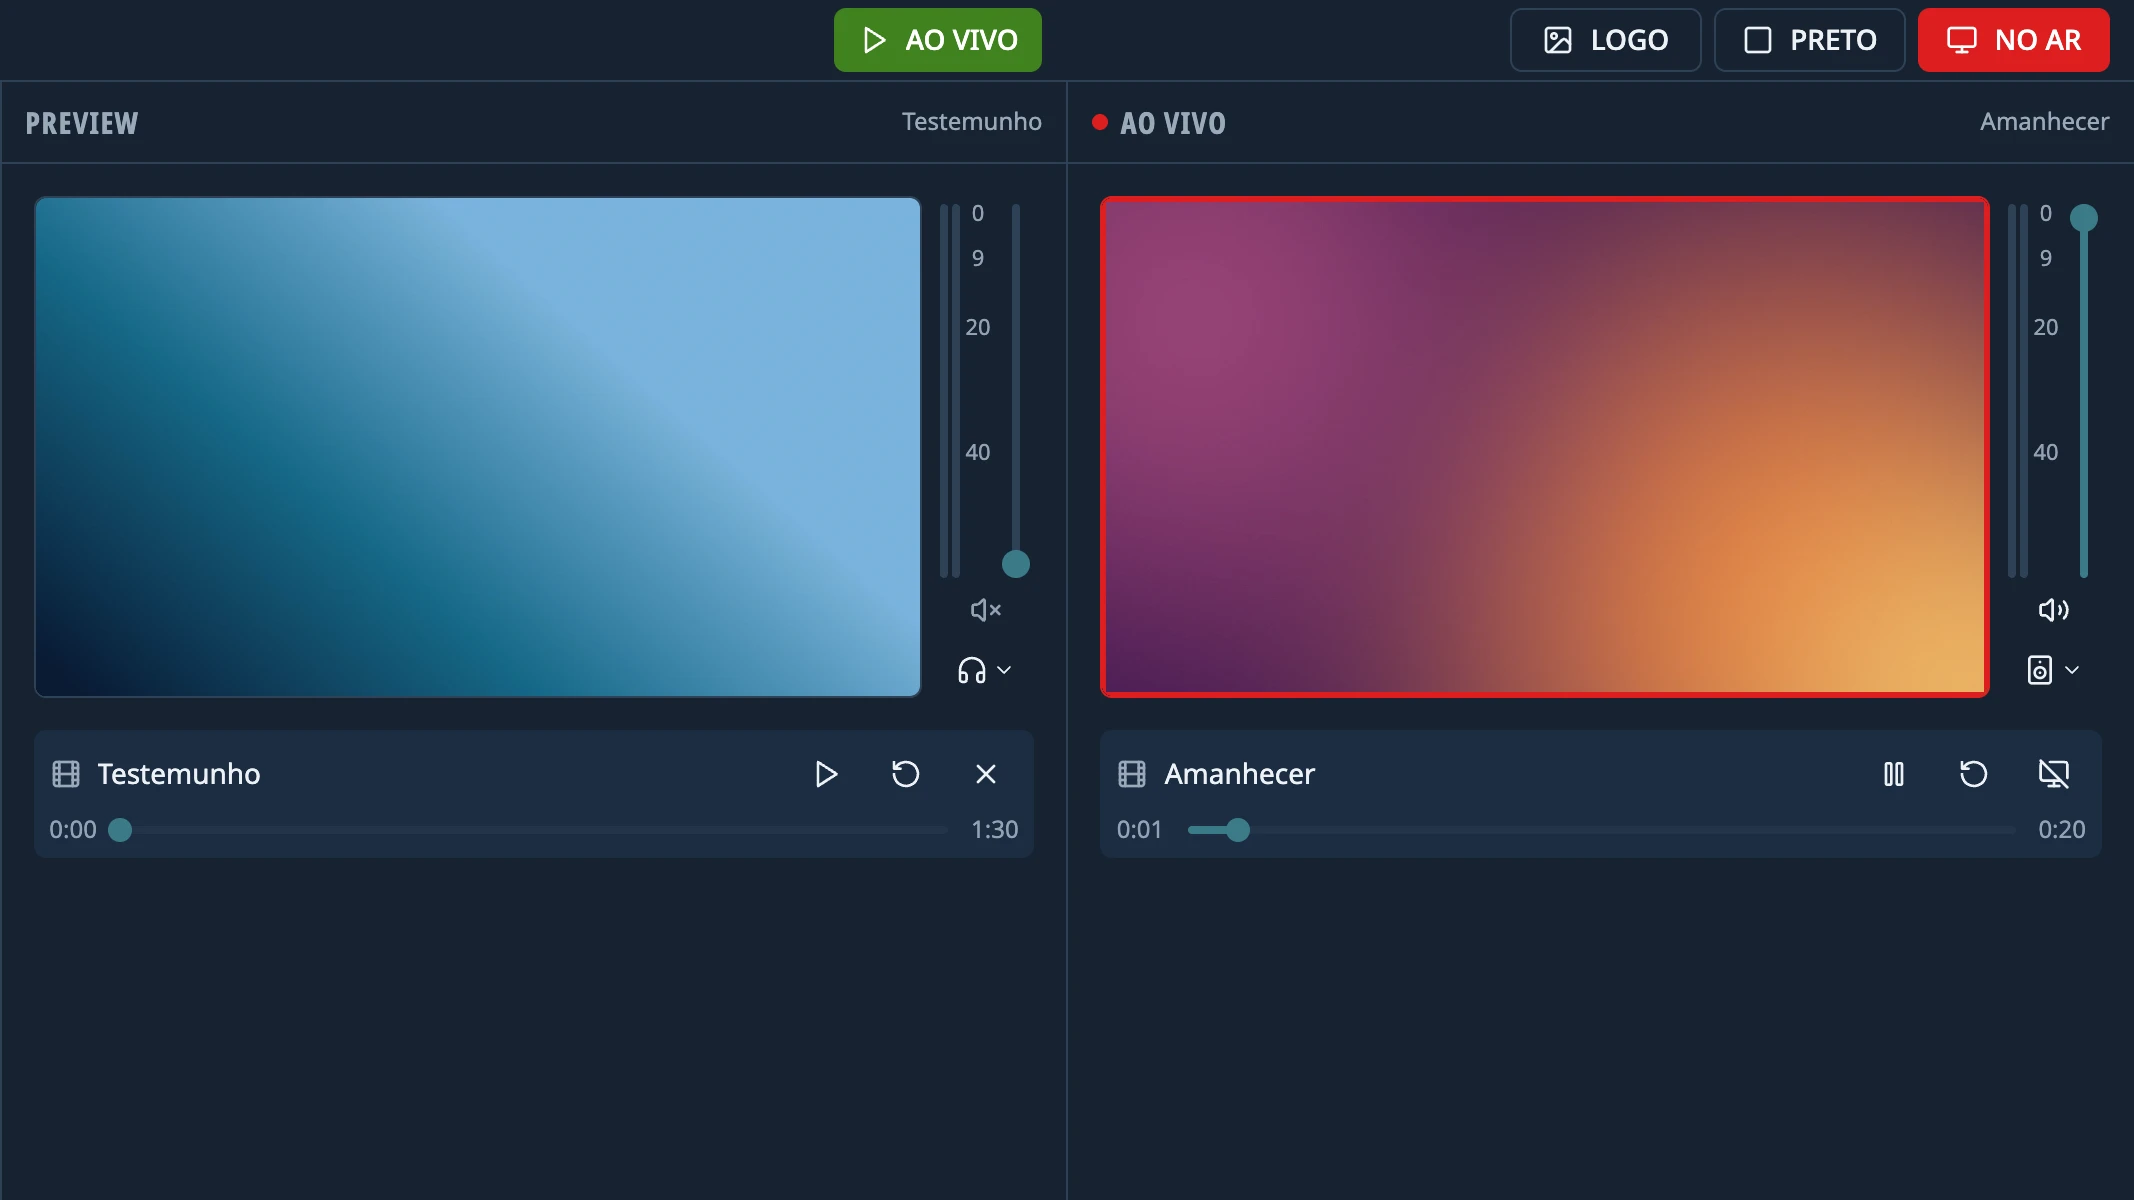 AO VIVO
LOGO
PRETO
NO AR
PREVIEW
Testemunho
AO VIVO
Amanhecer
0
9
20
40
0
9
20
40
Testemunho
0:00
1:30
Amanhecer
0:01
0:20